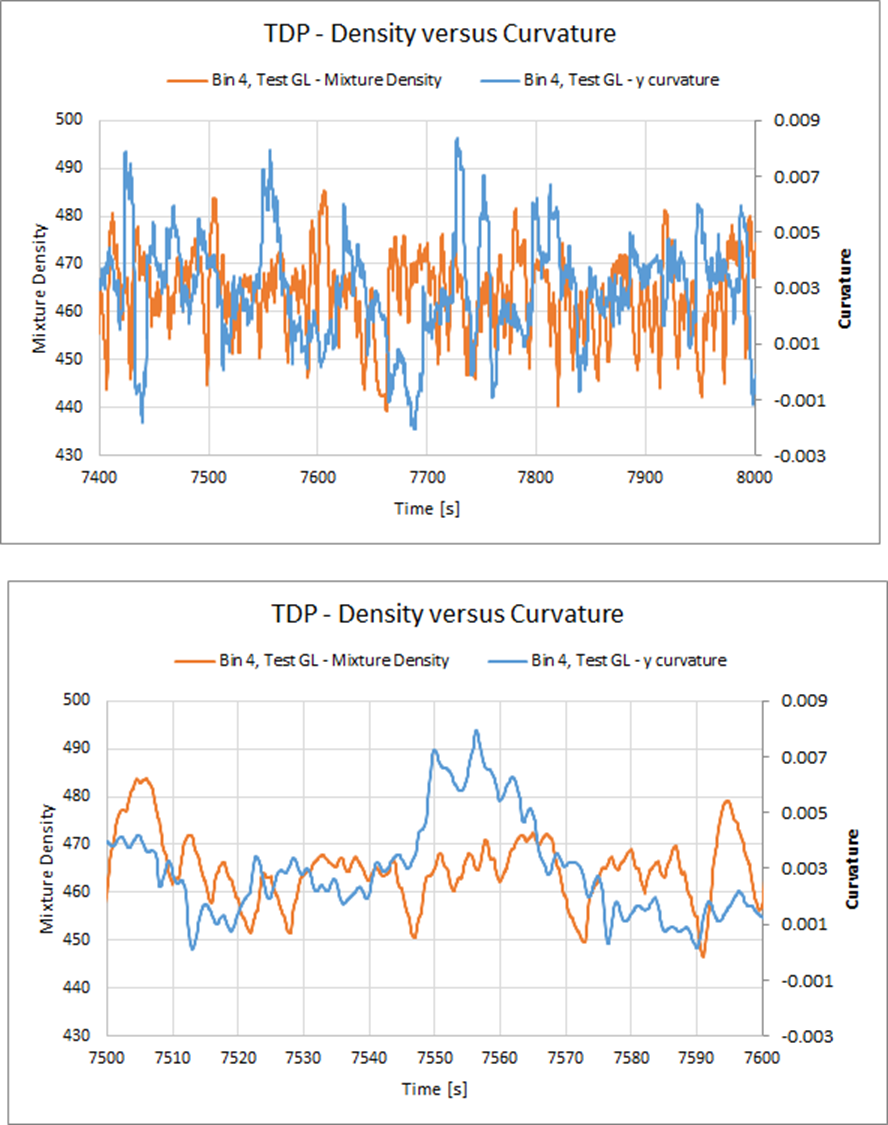 TDP - Density versus Curvature
Bin 4, Test GL - Mixture Density Bin 4, Test GL - y curvature
500 0.009
490
0.007
480
0.005
470
0.003
460
450
0.001
440
-0.001
430 -0.003
Mixture Density
Curvature
7400 7500 7600 7700 7800 7900 8000
Time [s]
TDP - Density versus Curvature
Bin 4, Test GL - Mixture Density Bin 4, Test GL - y curvature
500 0.009
490
0.007
480
0.005
470
0.003
460
450
0.001
440
-0.001
430 -0.003
Mixture Density
Curvature
7500 7510 7520 7530 7540 7550 7560 7570 7580 7590 7600
Time [s]